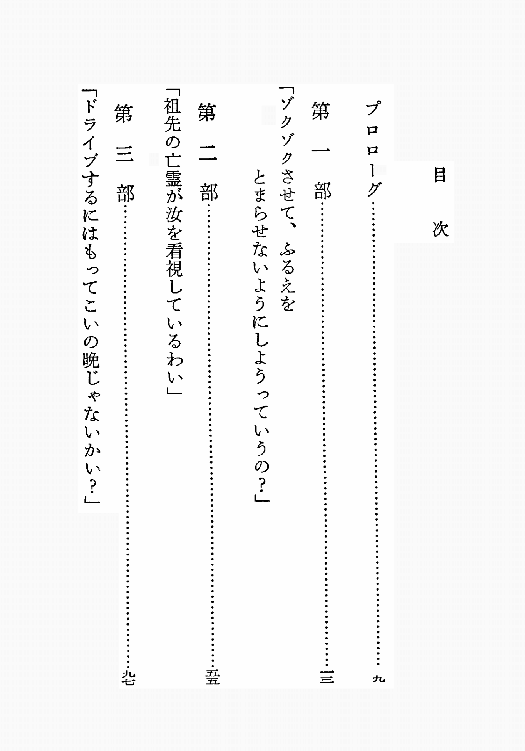 目次
プロローグ……………………九
第一部……………………一三
「ゾクゾクさせて、ふるえを
とまらせないようにしようっていうの？」
第二部……………………五五
「祖先の亡霊が汝を看視しているわい」
第三部……………………九七
「ドライブするにはもってこいの晩じゃないかい？」